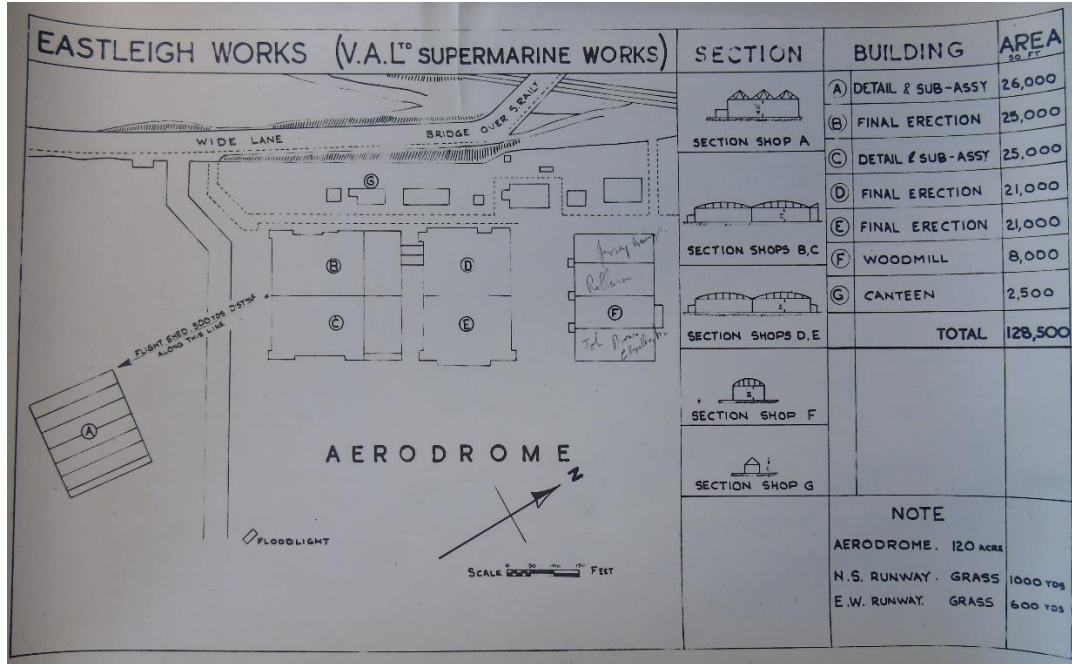 EASTLEIGH WORKS (V.A.LTD SUPERMARINE WORKS)
WIDE LANE
BRIDGE OVER S.RAILY
G
B
D
C
E
F
FLIGHT SHED 500 YDS DISTANT
ALONG THIS LINE
A
AERODROME
N
FLOODLIGHT
SCALE 0 50 100 150 FEET
SECTION
SECTION SHOP A
SECTION SHOPS B,C
SECTION SHOPS D,E
SECTION SHOP F
SECTION SHOP G
BUILDING AREA
SQ FT
A DETAIL & SUB-ASSY 26,000
B FINAL ERECTION 25,000
C DETAIL & SUB-ASSY 25,000
D FINAL ERECTION 21,000
E FINAL ERECTION 21,000
F WOODMILL 8,000
G CANTEEN 2,500
TOTAL 128,500
NOTE
AERODROME. 120 ACRE
N.S. RUNWAY. GRASS 1000 YDS
E.W. RUNWAY. GRASS 600 YDS